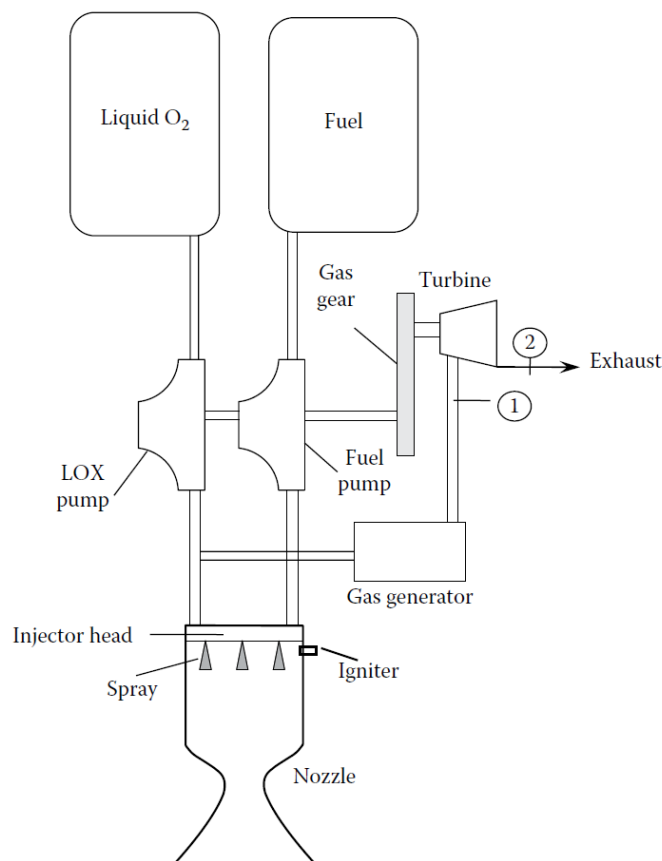 Liquid O₂
Fuel
Gas
gear
Turbine
2
Exhaust
1
LOX
pump
Fuel
pump
Gas generator
Injector head
Igniter
Spray
Nozzle